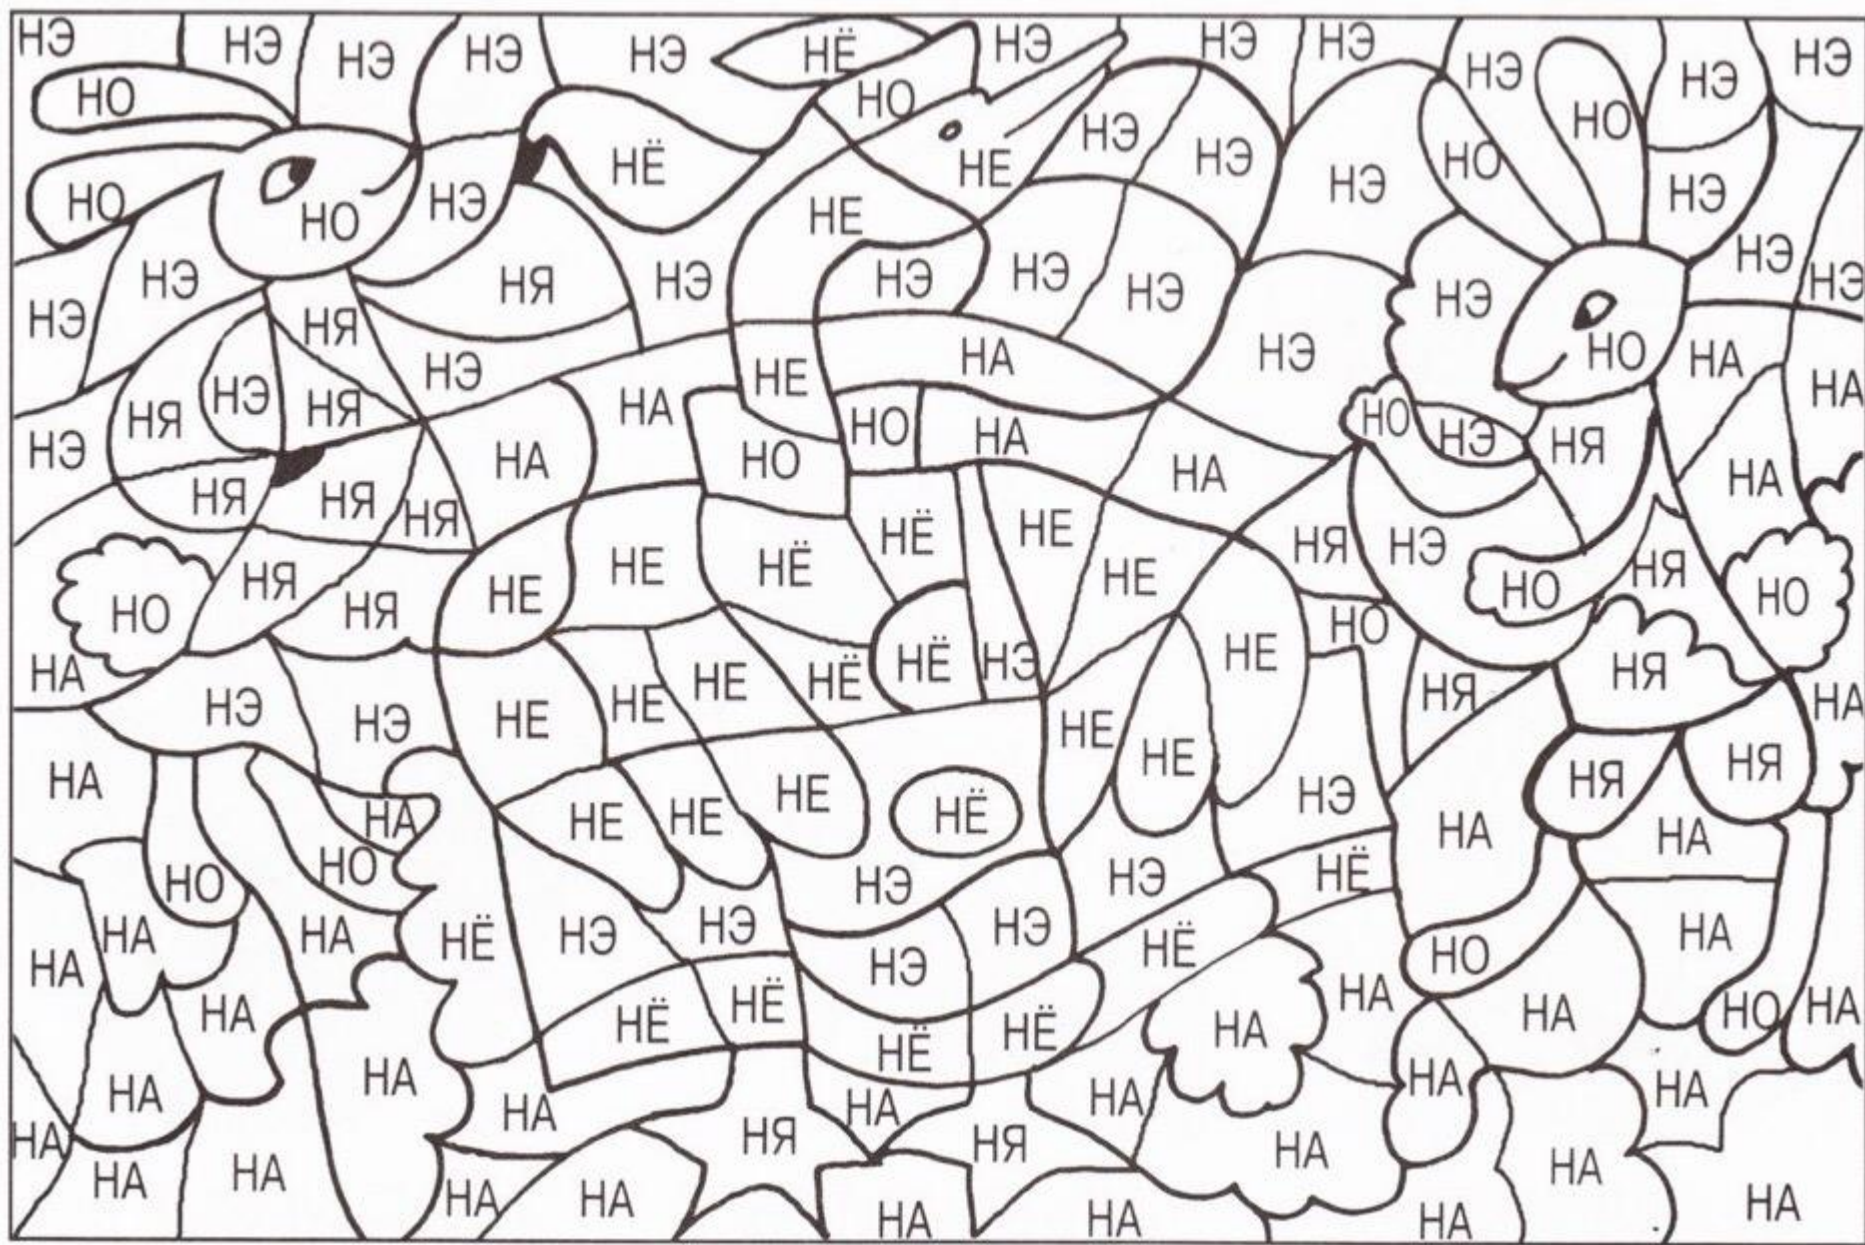 НЭ НЭ НЭ НЭ НЭ НЁ НЭ НЭ НЭ НЭ НЭ НЭ
НО НО НЭ НО НО
НО НО НЭ НЁ НЕ НЕ НЭ НЭ НЭ НЭ
НЭ НЭ НЯ НЭ НЭ НЭ НЭ НЭ НЭ НЭ
НЯ НЭ НА НЭ НО НА НА
НЯ НЭ НЯ НЭ НА НЕ НО НА НО НЭ НЯ
НЭ НА НО НА НА
НЯ НЯ НЯ НЁ НЕ НЯ НЭ
НО НЯ НЯ НЕ НЕ НЁ НЕ НО НЯ НО
НА НЭ НЕ НЕ НЁ НЁ НЭ НЕ НО НЯ НЯ НА
НЭ НЕ НЕ НЕ
НА НА НЕ НЕ НЕ НЁ НЭ НА НЯ НЯ НА
НО НО НЭ НЭ НЁ
НА НА НА НЁ НЭ НЭ НЭ НЁ НО НА
НА НЁ НЁ НЭ НА
НА НА НЁ НЁ НА НА НО НА
НА НА НА НА НА НА
НА НА НА НЯ НЯ НА НА
НА НА НА НА НА НА НА